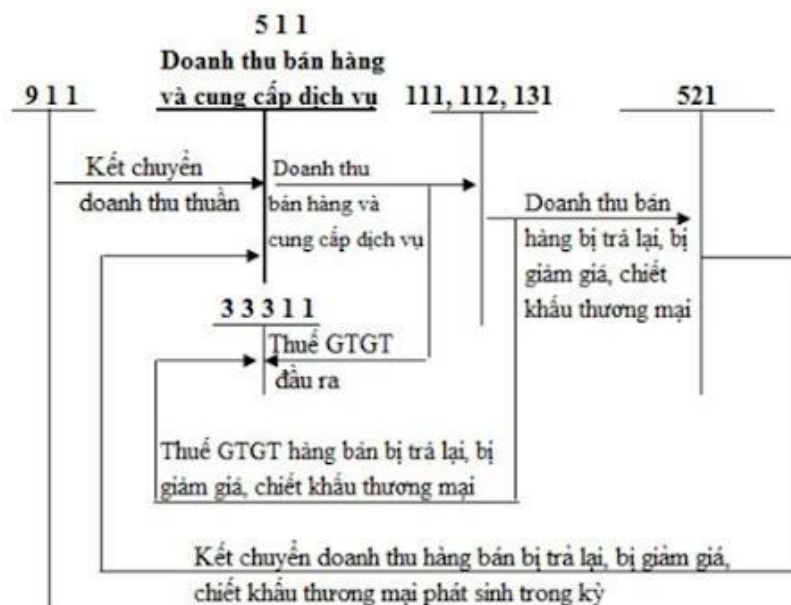 5 1 1
Doanh thu bán hàng
và cung cấp dịch vụ
9 1 1
111, 112, 131
521
Kết chuyển
doanh thu thuần
Doanh thu
bán hàng và
cung cấp dịch vụ
Doanh thu bán
hàng bị trả lại, bị
giảm giá, chiết
khấu thương mại
3 3 3 1 1
Thuế GTGT
đầu ra
Thuế GTGT hàng bán bị trả lại, bị
giảm giá, chiết khấu thương mại
Kết chuyển doanh thu hàng bán bị trả lại, bị giảm giá,
chiết khấu thương mại phát sinh trong kỳ